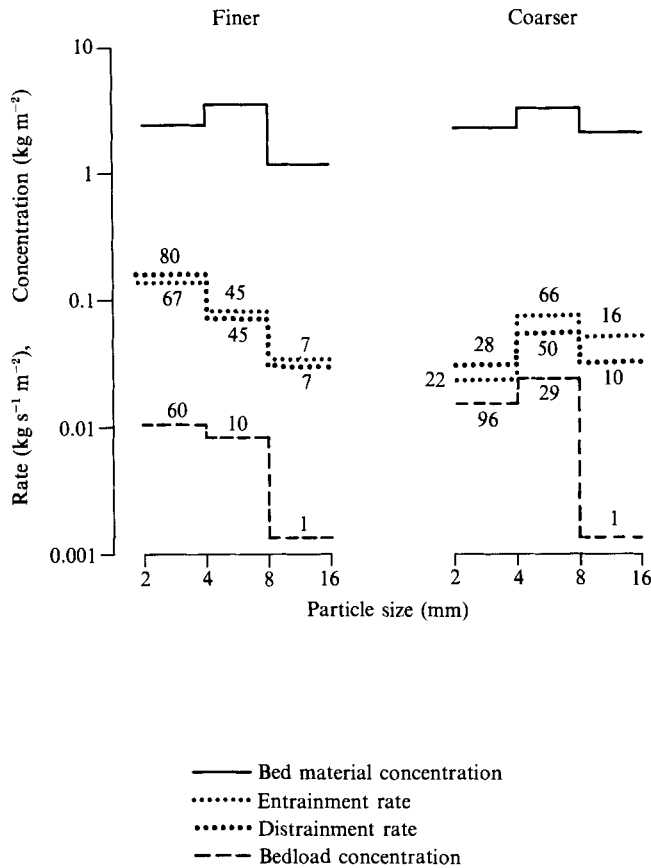 Finer
Coarser
Rate (kg s⁻¹ m⁻²), Concentration (kg m⁻²)
10
1
0.1
0.01
0.001
80
67
45
45
7
7
60
10
1
28
22
66
50
16
10
96
29
1
2 4 8 16
2 4 8 16
Particle size (mm)
Bed material concentration
Entrainment rate
Distrainment rate
Bedload concentration